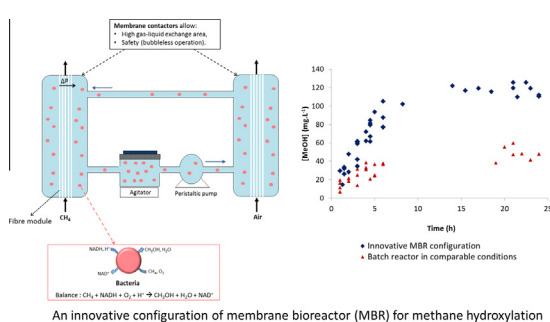 Membrane contactors allow:
• High gas-liquid exchange area,
• Safety (bubbleless operation).
ΔP
Agitator
Peristaltic pump
Fibre module
CH₄
Air
NADH, H⁺
CH₃OH, H₂O
NAD⁺
CH₄, O₂
Bacteria
Balance : CH₄ + NADH + O₂ + H⁺ → CH₃OH + H₂O + NAD⁺
[MeOH] (mg.L⁻¹)
140
120
100
80
60
40
20
0
0 5 10 15 20 25
Time (h)
Innovative MBR configuration
Batch reactor in comparable conditions
An innovative configuration of membrane bioreactor (MBR) for methane hydroxylation